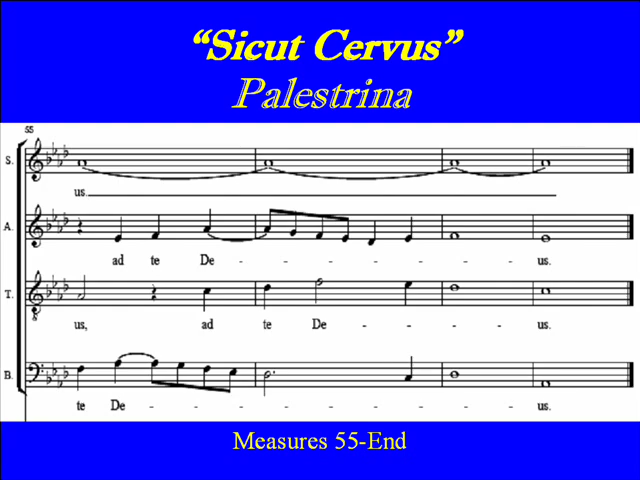 “Sicut Cervus”
Palestrina
55
S.
us.
A.
ad te De - - - - - - us.
T.
8
us, ad te De - - - us.
B.
te De - - - - - - - - us.
Measures 55-End